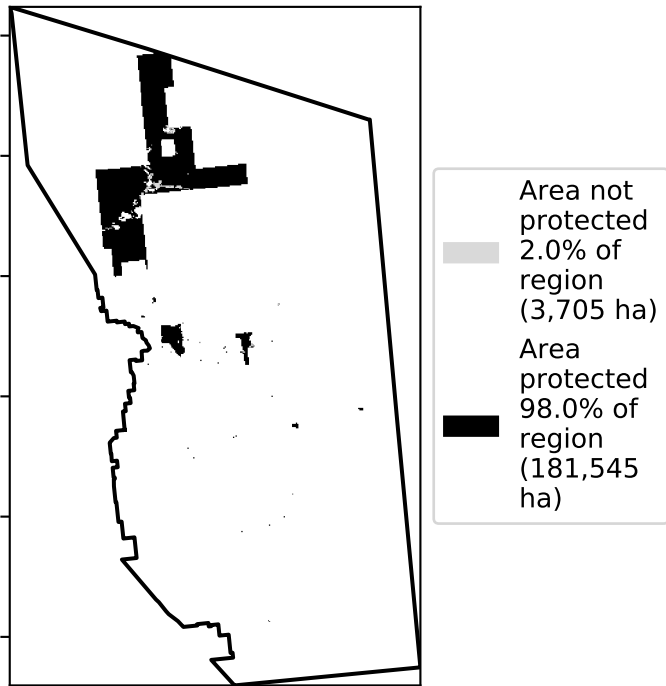 Area not
protected
2.0% of
region
(3,705 ha)
Area
protected
98.0% of
region
(181,545
ha)